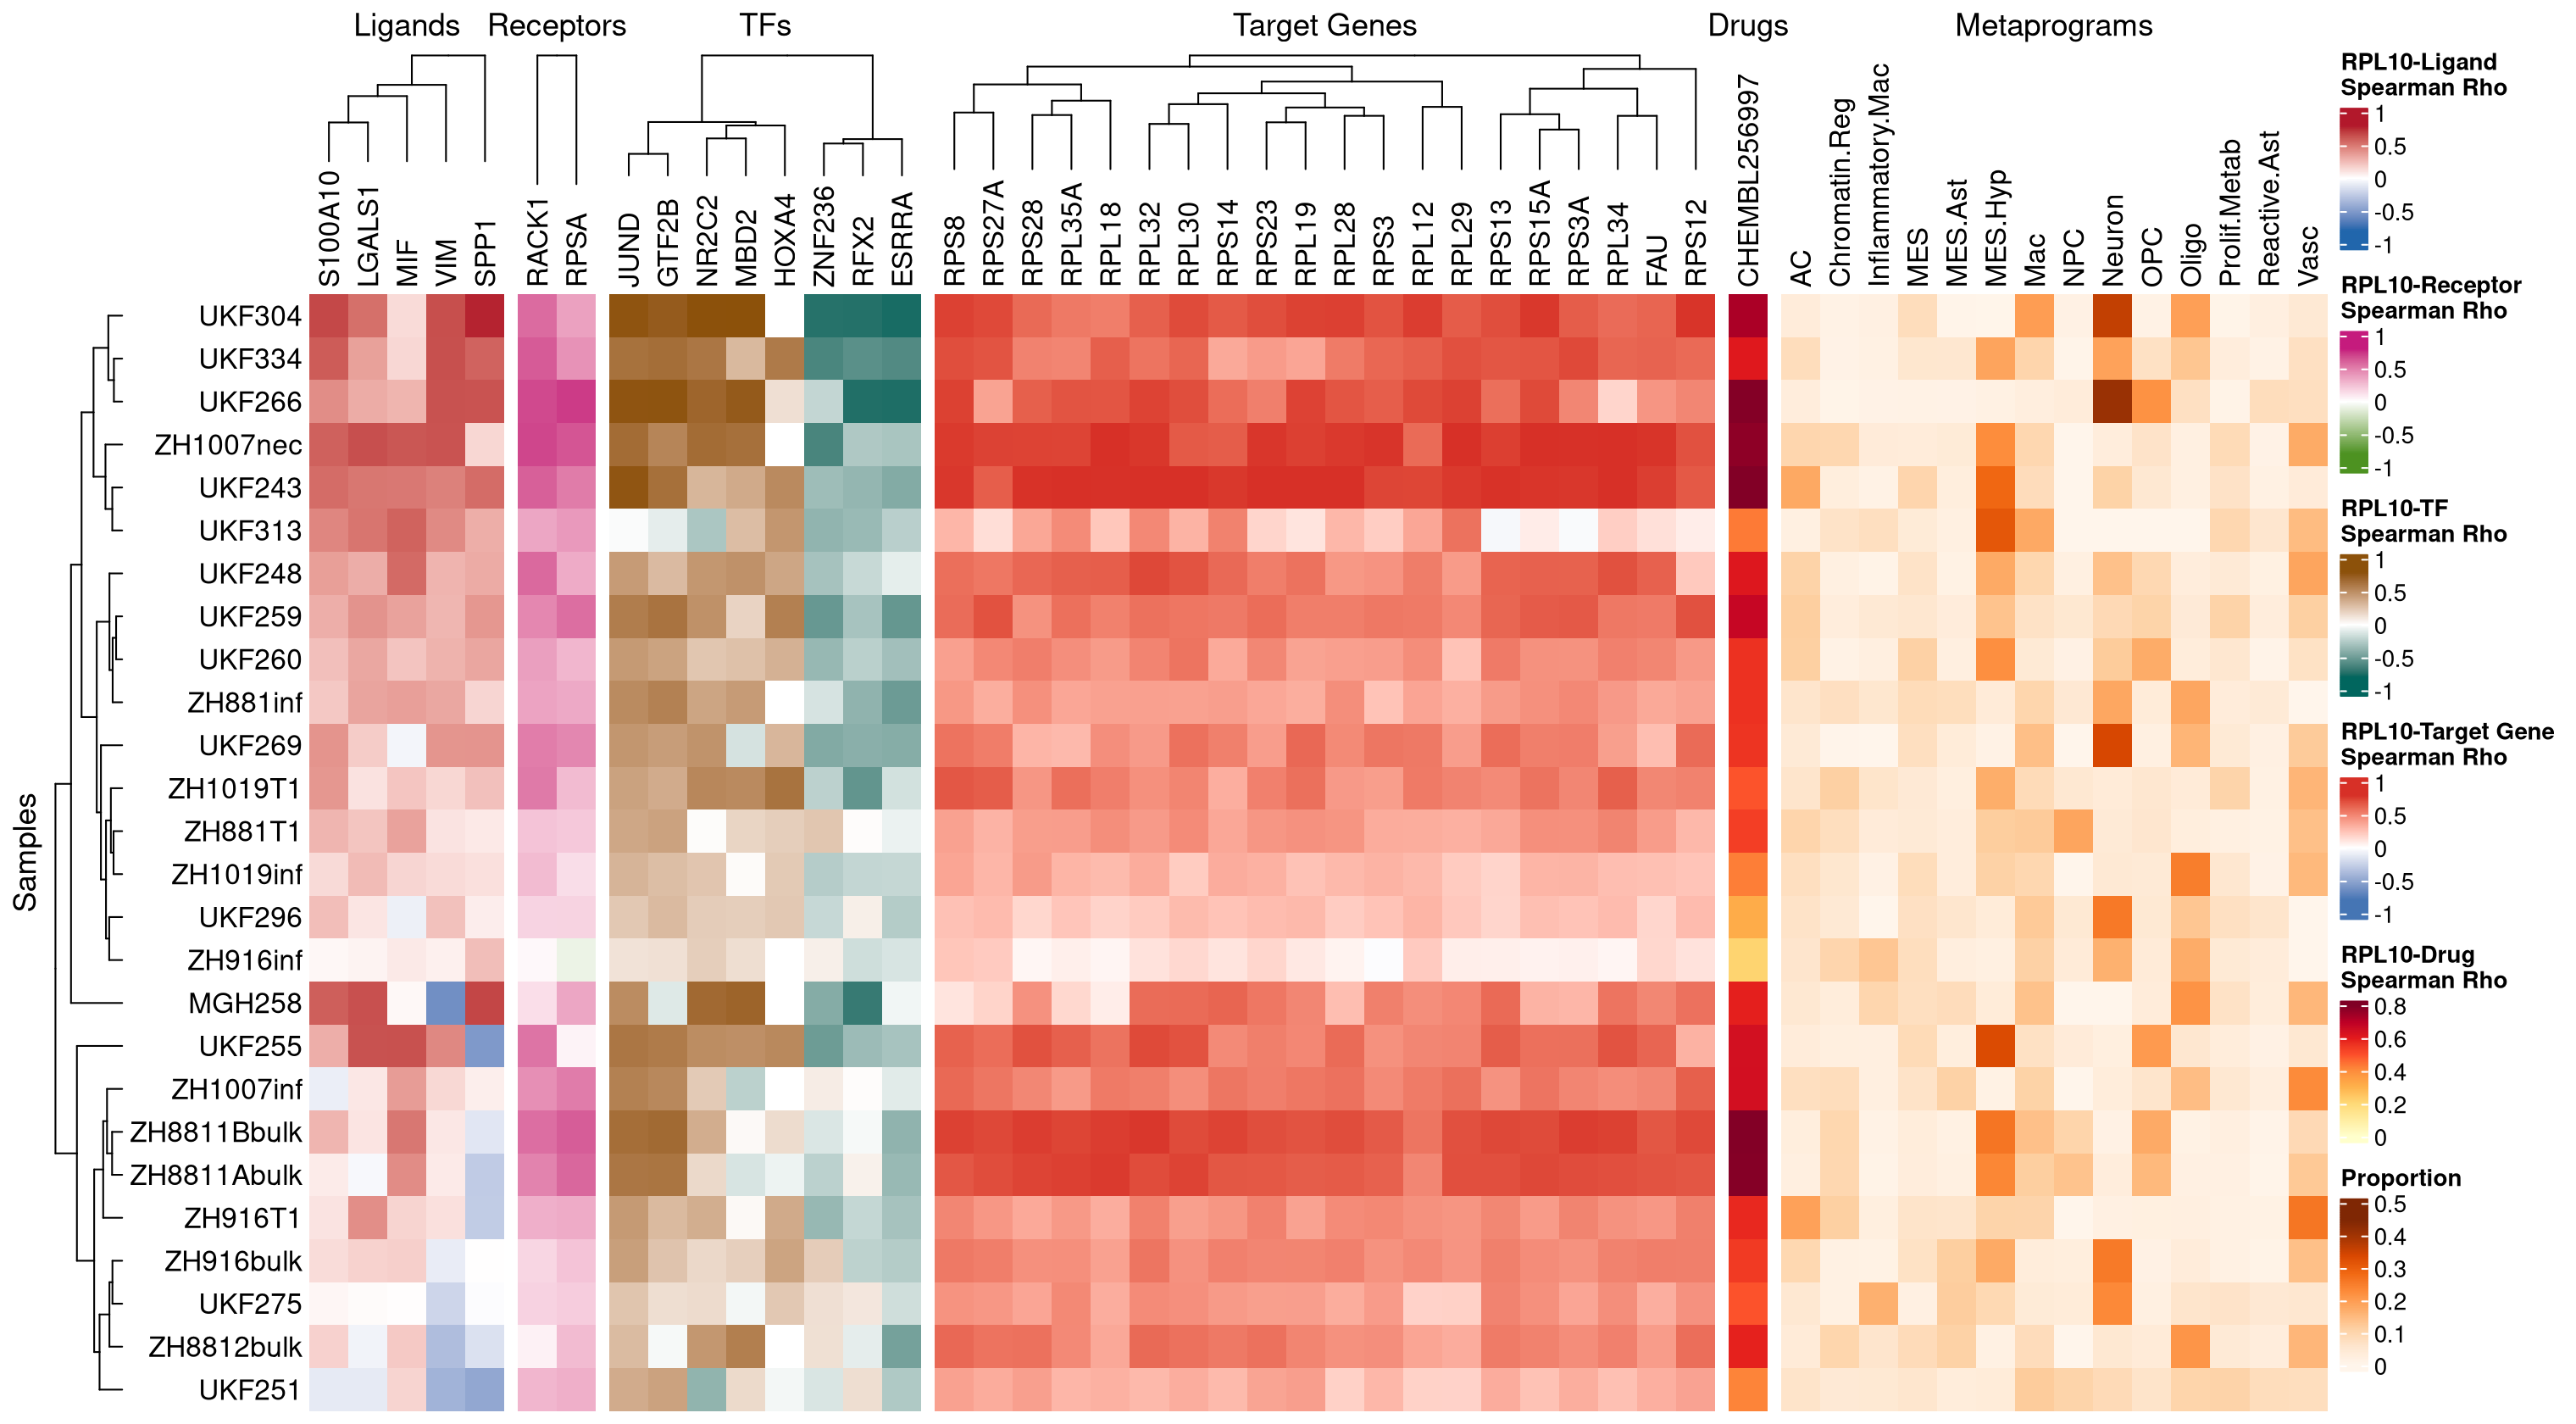 Ligands
Receptors
TFs
Target Genes
Drugs
Metaprograms
S100A10
LGALS1
MIF
VIM
SPP1
RACK1
RPSA
JUND
GTF2B
NR2C2
MBD2
HOXA4
ZNF236
RFX2
ESRRA
RPS8
RPS27A
RPS28
RPL35A
RPL18
RPL32
RPL30
RPS14
RPS23
RPL19
RPL28
RPS3
RPL12
RPL29
RPS13
RPS15A
RPS3A
RPL34
FAU
RPS12
CHEMBL256997
AC
Chromatin.Reg
Inflammatory.Mac
MES
MES.Ast
MES.Hyp
Mac
NPC
Neuron
OPC
Oligo
Prolif.Metab
Reactive.Ast
Vasc
Samples
UKF304
UKF334
UKF266
ZH1007nec
UKF243
UKF313
UKF248
UKF259
UKF260
ZH881inf
UKF269
ZH1019T1
ZH881T1
ZH1019inf
UKF296
ZH916inf
MGH258
UKF255
ZH1007inf
ZH8811Bbulk
ZH8811Abulk
ZH916T1
ZH916bulk
UKF275
ZH8812bulk
UKF251
RPL10-Ligand
Spearman Rho
1
0.5
0
-0.5
-1
RPL10-Receptor
Spearman Rho
1
0.5
0
-0.5
-1
RPL10-TF
Spearman Rho
1
0.5
0
-0.5
-1
RPL10-Target Gene
Spearman Rho
1
0.5
0
-0.5
-1
RPL10-Drug
Spearman Rho
0.8
0.6
0.4
0.2
0
Proportion
0.5
0.4
0.3
0.2
0.1
0